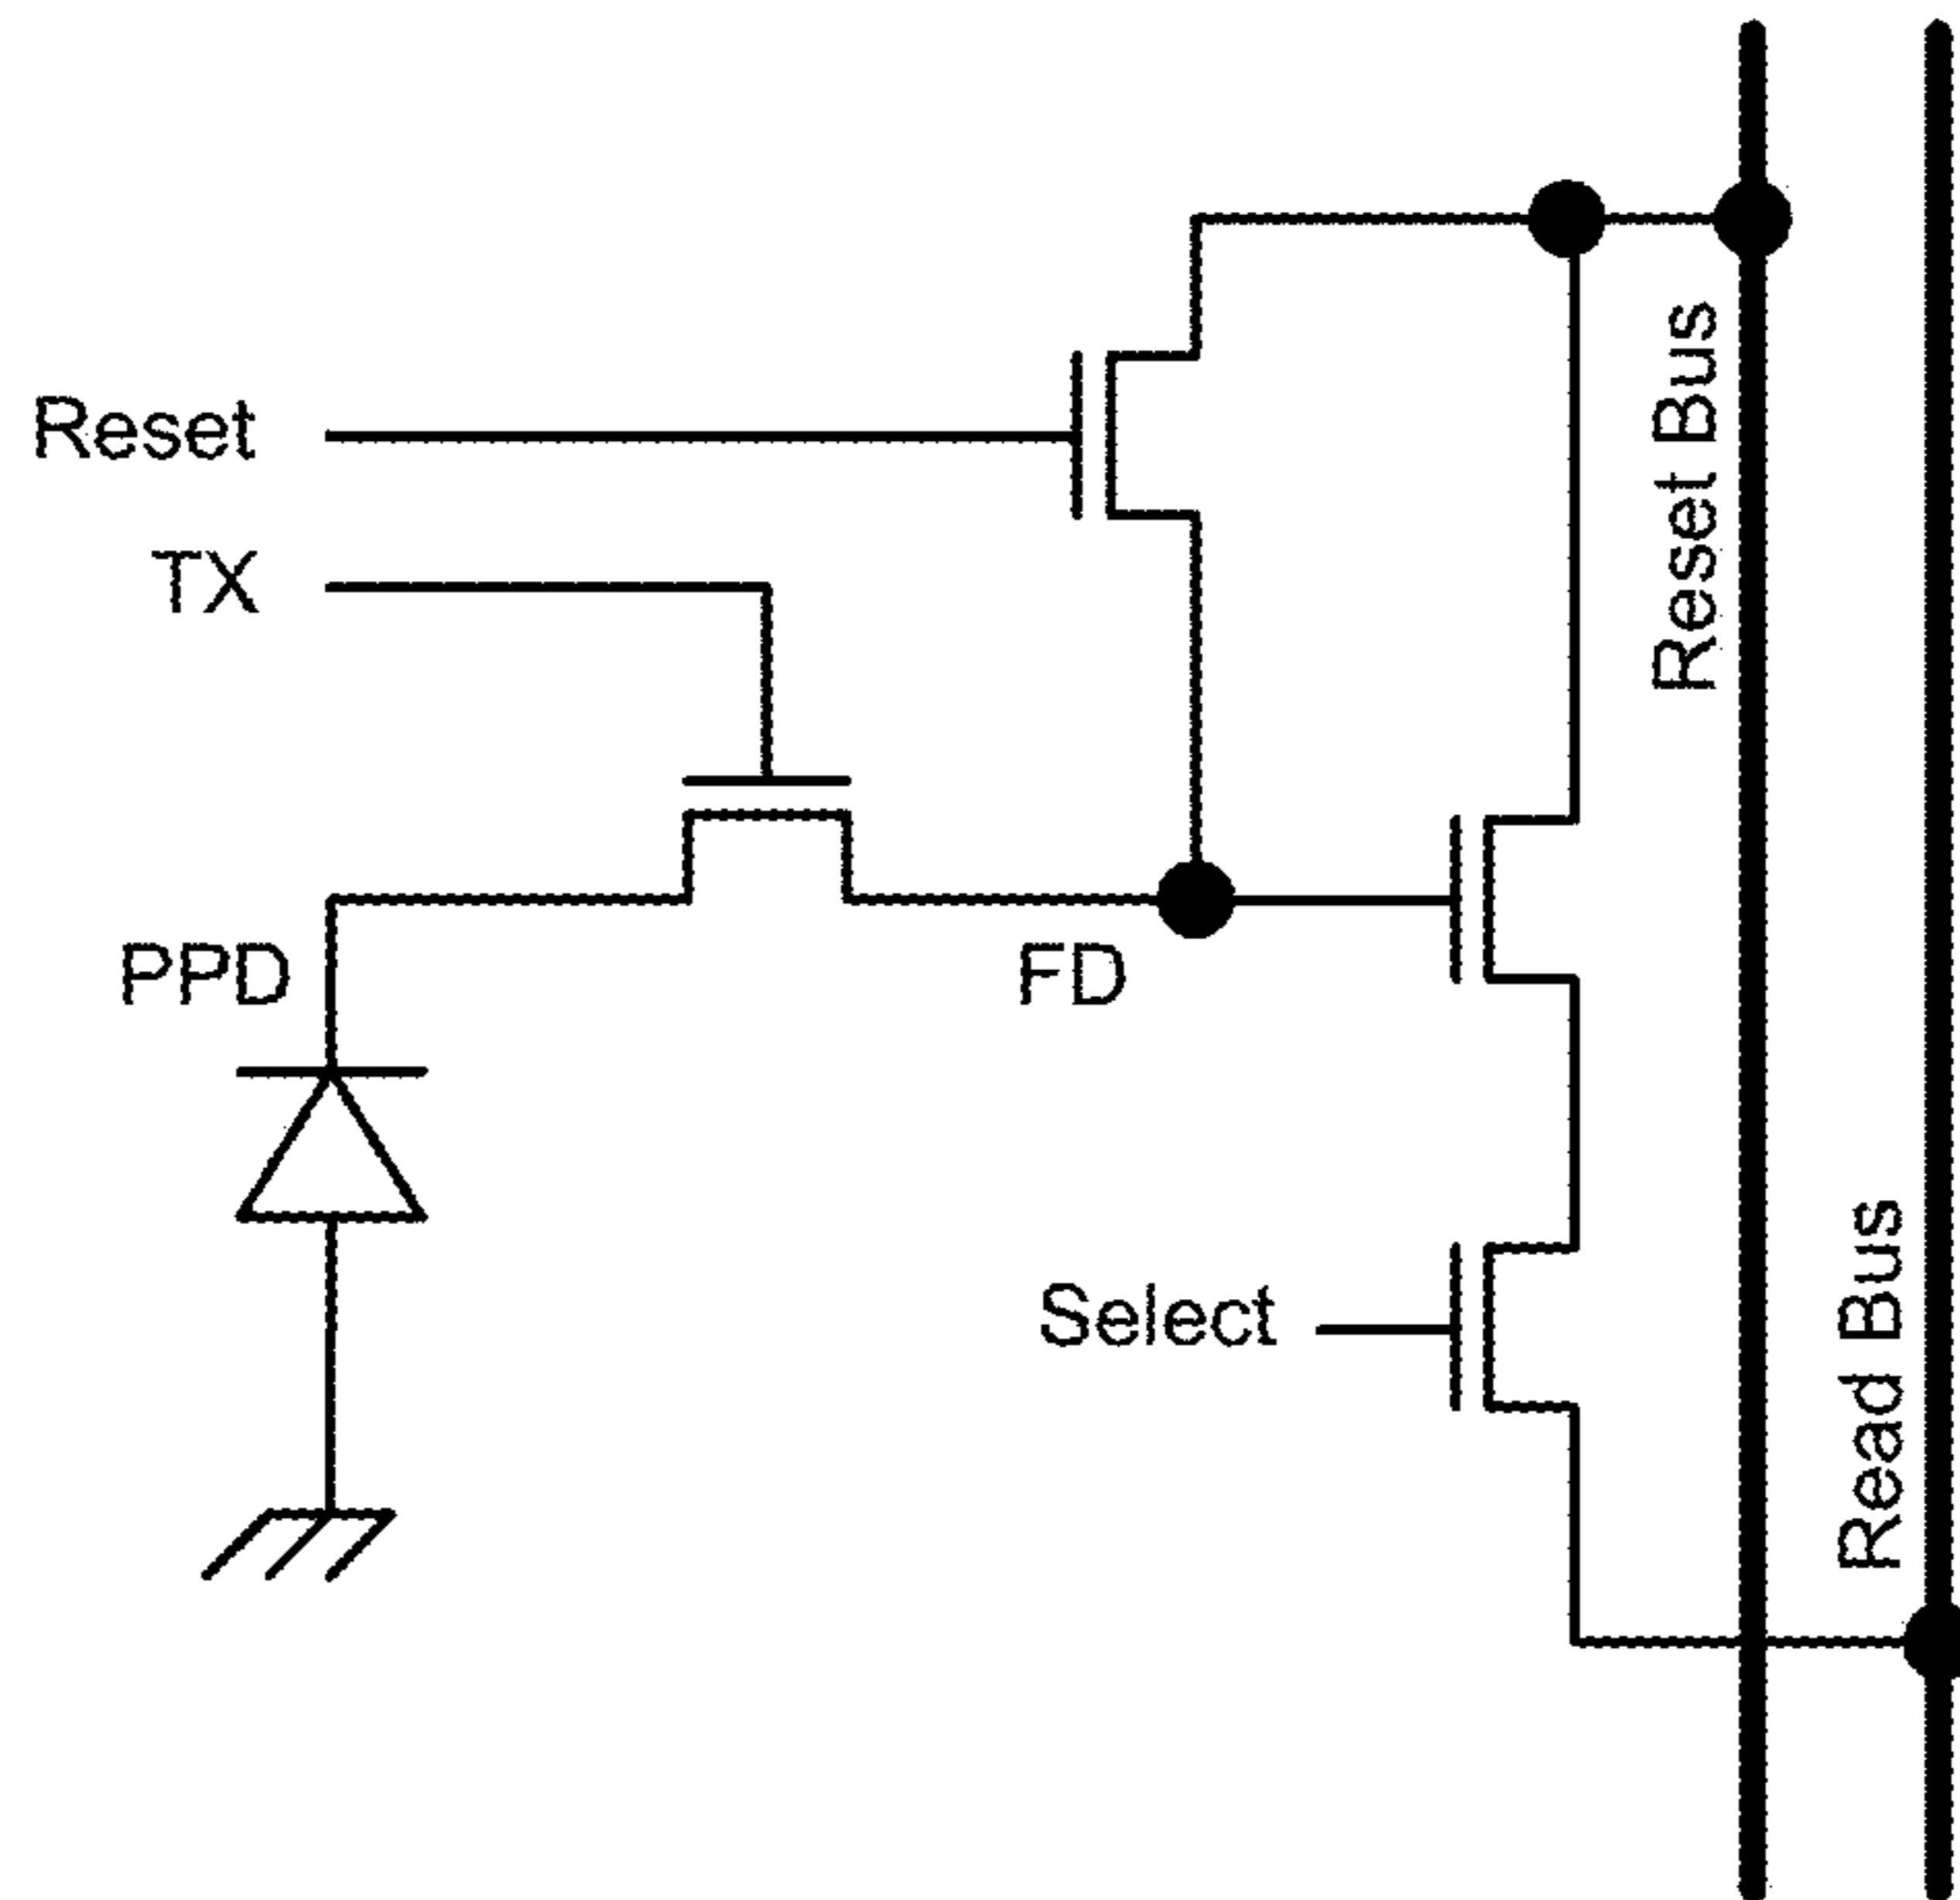 Reset
TX
Reset Bus
PPD
FD
Select
Read Bus